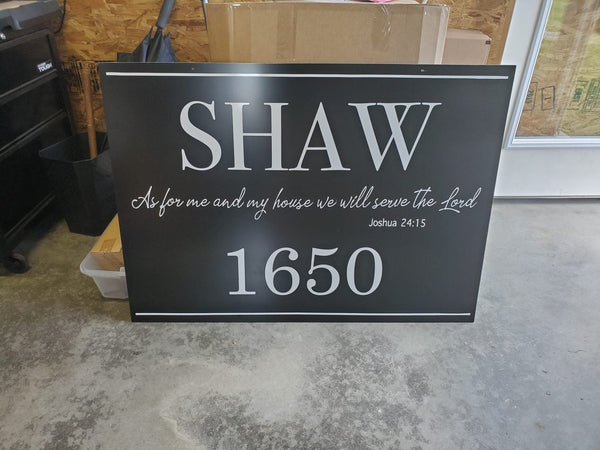 SHAW
As for me and my house we will serve the Lord
Joshua 24:15
1650